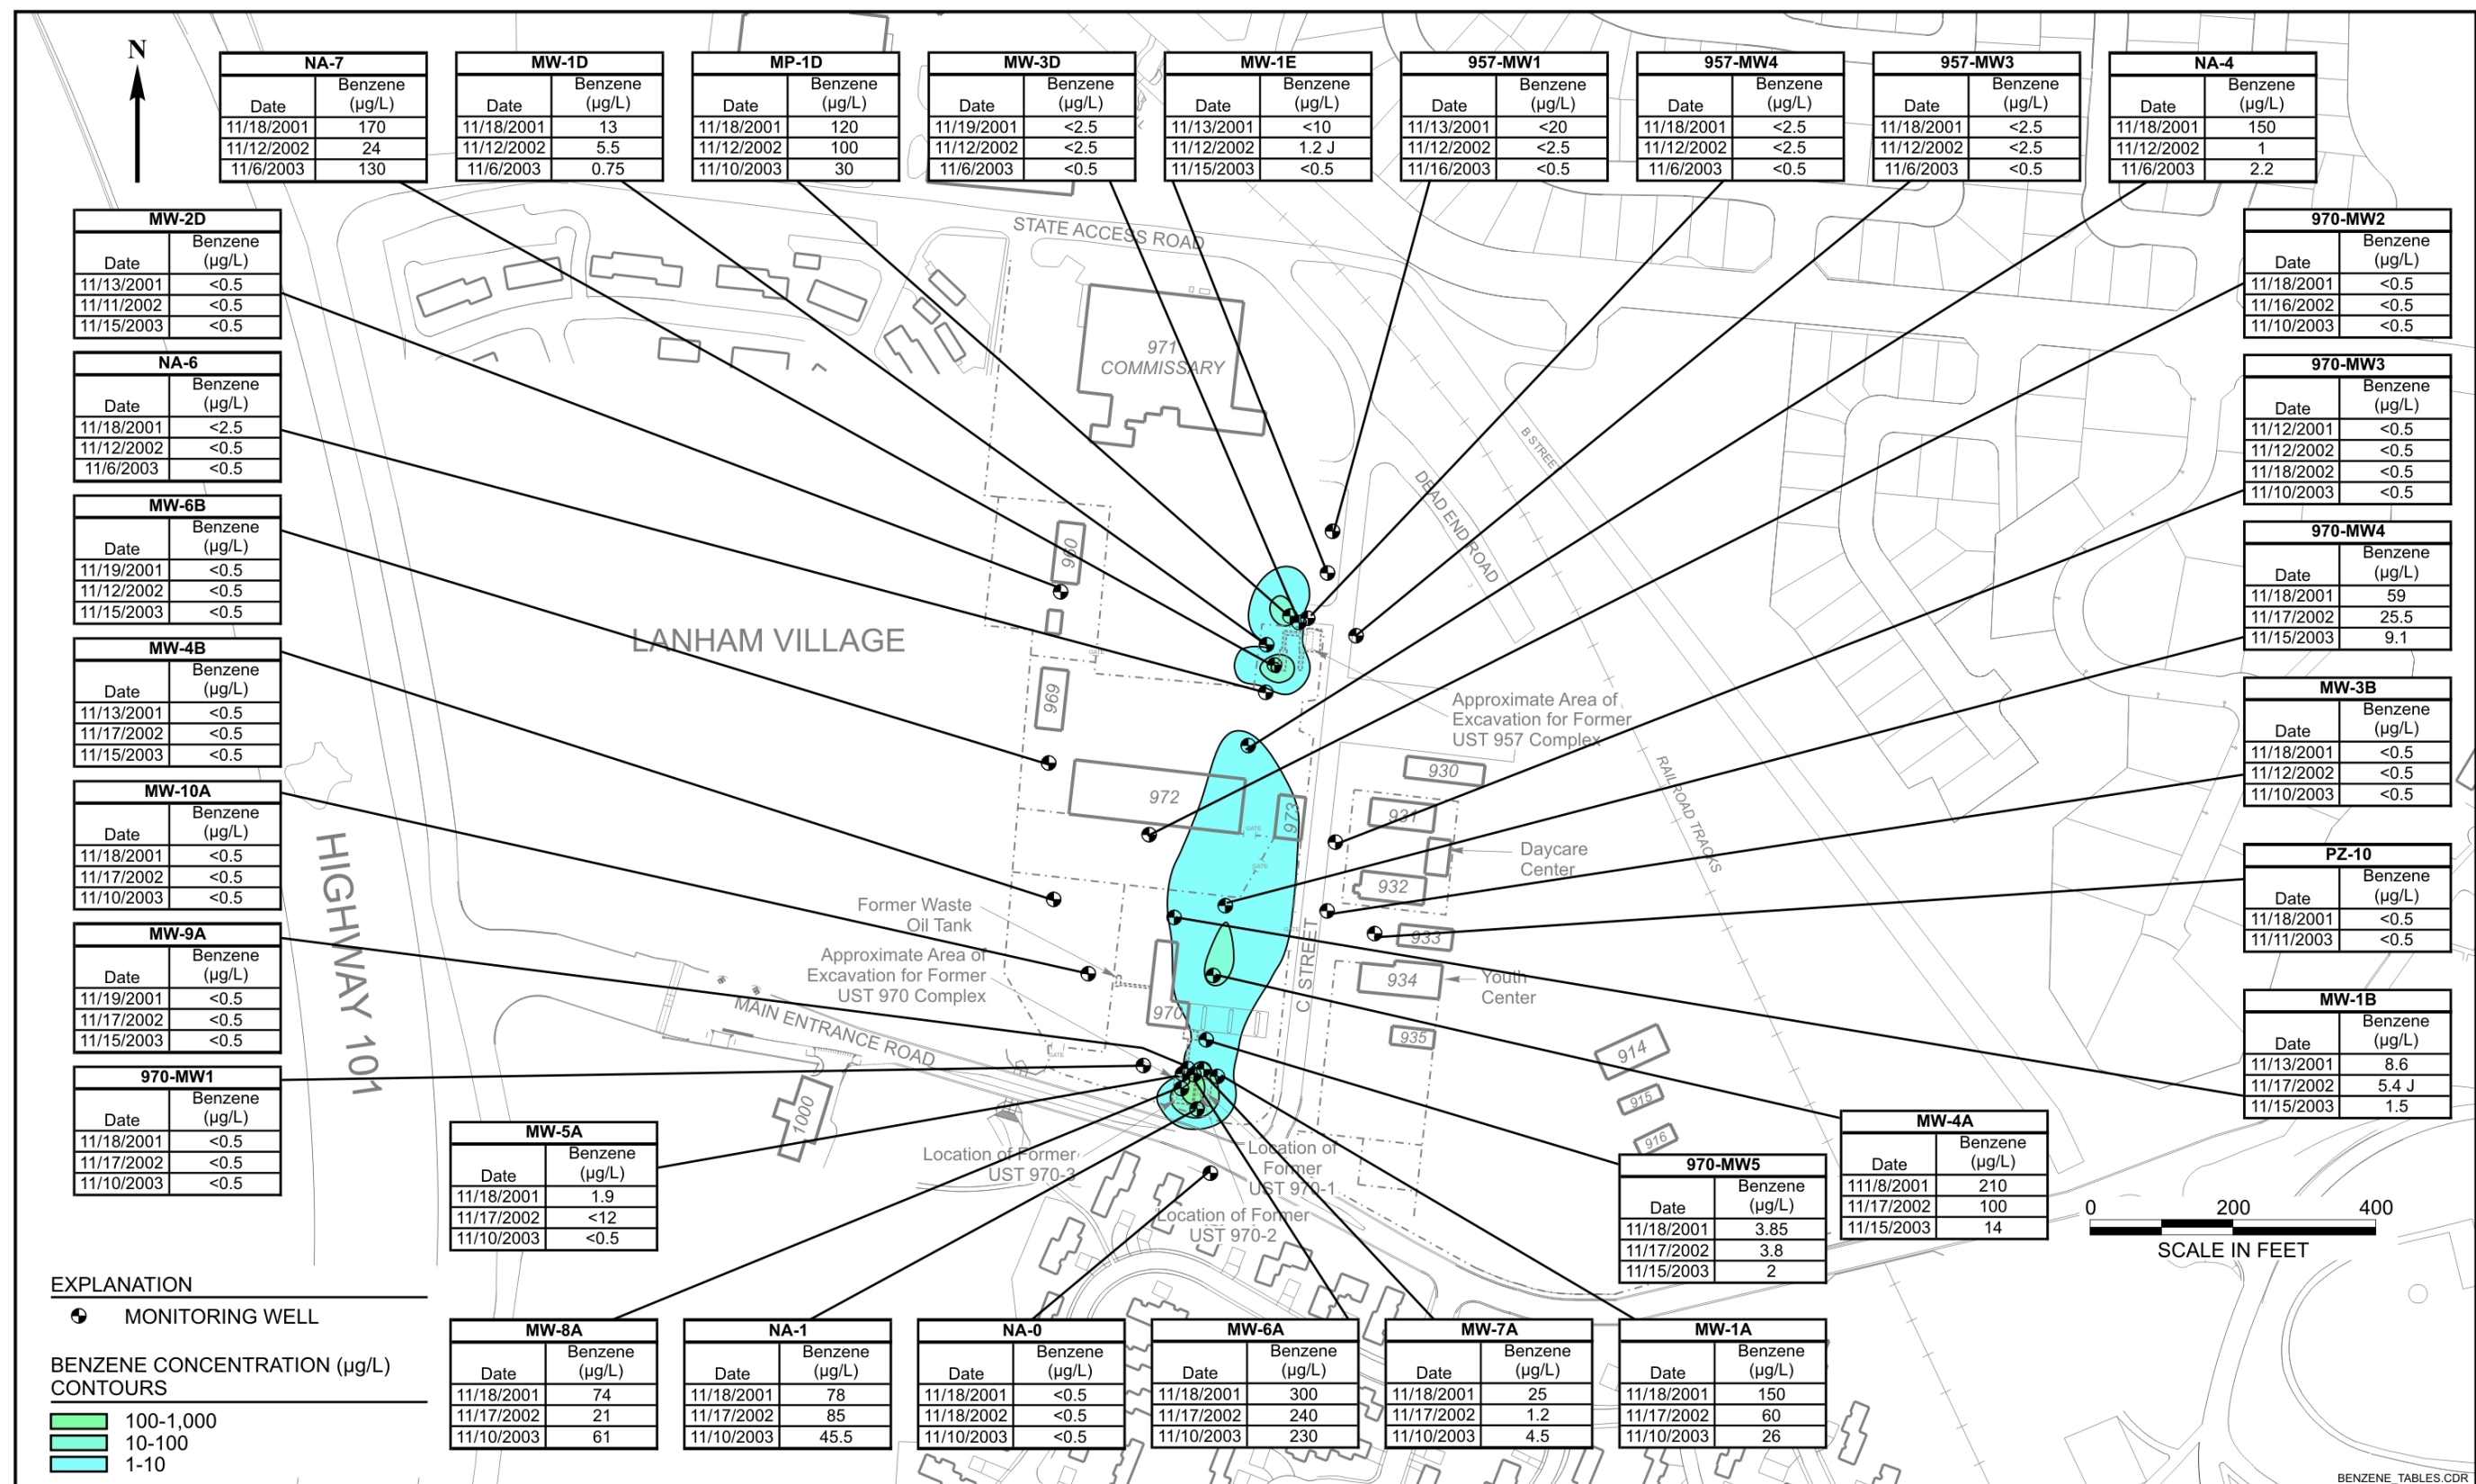 N
NA-7
Date Benzene (µg/L)
11/18/2001 170
11/12/2002 24
11/6/2003 130
MW-1D
Date Benzene (µg/L)
11/18/2001 13
11/12/2002 5.5
11/6/2003 0.75
MP-1D
Date Benzene (µg/L)
11/18/2001 120
11/12/2002 100
11/10/2003 30
MW-3D
Date Benzene (µg/L)
11/19/2001 <2.5
11/12/2002 <2.5
11/6/2003 <0.5
MW-1E
Date Benzene (µg/L)
11/13/2001 <10
11/12/2002 1.2 J
11/15/2003 <0.5
957-MW1
Date Benzene (µg/L)
11/13/2001 <20
11/12/2002 <2.5
11/16/2003 <0.5
957-MW4
Date Benzene (µg/L)
11/18/2001 <2.5
11/12/2002 <2.5
11/6/2003 <0.5
957-MW3
Date Benzene (µg/L)
11/18/2001 <2.5
11/12/2002 <2.5
11/6/2003 <0.5
NA-4
Date Benzene (µg/L)
11/18/2001 150
11/12/2002 1
11/6/2003 2.2
MW-2D
Date Benzene (µg/L)
11/13/2001 <0.5
11/11/2002 <0.5
11/15/2003 <0.5
NA-6
Date Benzene (µg/L)
11/18/2001 <2.5
11/12/2002 <0.5
11/6/2003 <0.5
MW-6B
Date Benzene (µg/L)
11/19/2001 <0.5
11/12/2002 <0.5
11/15/2003 <0.5
MW-4B
Date Benzene (µg/L)
11/13/2001 <0.5
11/17/2002 <0.5
11/15/2003 <0.5
MW-10A
Date Benzene (µg/L)
11/18/2001 <0.5
11/17/2002 <0.5
11/10/2003 <0.5
MW-9A
Date Benzene (µg/L)
11/19/2001 <0.5
11/17/2002 <0.5
11/15/2003 <0.5
970-MW1
Date Benzene (µg/L)
11/18/2001 <0.5
11/17/2002 <0.5
11/10/2003 <0.5
970-MW2
Date Benzene (µg/L)
11/18/2001 <0.5
11/16/2002 <0.5
11/10/2003 <0.5
970-MW3
Date Benzene (µg/L)
11/12/2001 <0.5
11/12/2002 <0.5
11/18/2002 <0.5
11/10/2003 <0.5
970-MW4
Date Benzene (µg/L)
11/18/2001 59
11/17/2002 25.5
11/15/2003 9.1
MW-3B
Date Benzene (µg/L)
11/18/2001 <0.5
11/12/2002 <0.5
11/10/2003 <0.5
PZ-10
Date Benzene (µg/L)
11/18/2001 <0.5
11/11/2003 <0.5
MW-1B
Date Benzene (µg/L)
11/13/2001 8.6
11/17/2002 5.4 J
11/15/2003 1.5
MW-4A
Date Benzene (µg/L)
111/8/2001 210
11/17/2002 100
11/15/2003 14
970-MW5
Date Benzene (µg/L)
11/18/2001 3.85
11/17/2002 3.8
11/15/2003 2
MW-5A
Date Benzene (µg/L)
11/18/2001 1.9
11/17/2002 <12
11/10/2003 <0.5
MW-8A
Date Benzene (µg/L)
11/18/2001 74
11/17/2002 21
11/10/2003 61
NA-1
Date Benzene (µg/L)
11/18/2001 78
11/17/2002 85
11/10/2003 45.5
NA-0
Date Benzene (µg/L)
11/18/2001 <0.5
11/18/2002 <0.5
11/10/2003 <0.5
MW-6A
Date Benzene (µg/L)
11/18/2001 300
11/17/2002 240
11/10/2003 230
MW-7A
Date Benzene (µg/L)
11/18/2001 25
11/17/2002 1.2
11/10/2003 4.5
MW-1A
Date Benzene (µg/L)
11/18/2001 150
11/17/2002 60
11/10/2003 26
STATE ACCESS ROAD
971
COMMISSARY
B STREET
DEAD END ROAD
960
LANHAM VILLAGE
GATE
969
Approximate Area of
Excavation for Former
UST 957 Complex
RAILROAD TRACKS
930
972
973
931
GATE
GATE
Daycare
Center
932
Former Waste
Oil Tank
GATE
933
C STREET
Approximate Area of
Excavation for Former
UST 970 Complex
934
Youth
Center
970
935
HIGHWAY 101
MAIN ENTRANCE ROAD
GATE
914
915
916
1000
Location of Former
UST 970-3
Location of
Former
UST 970-1
Location of Former
UST 970-2
0 200 400
SCALE IN FEET
EXPLANATION
MONITORING WELL
BENZENE CONCENTRATION (µg/L)
CONTOURS
100-1,000
10-100
1-10
BENZENE_TABLES.CDR